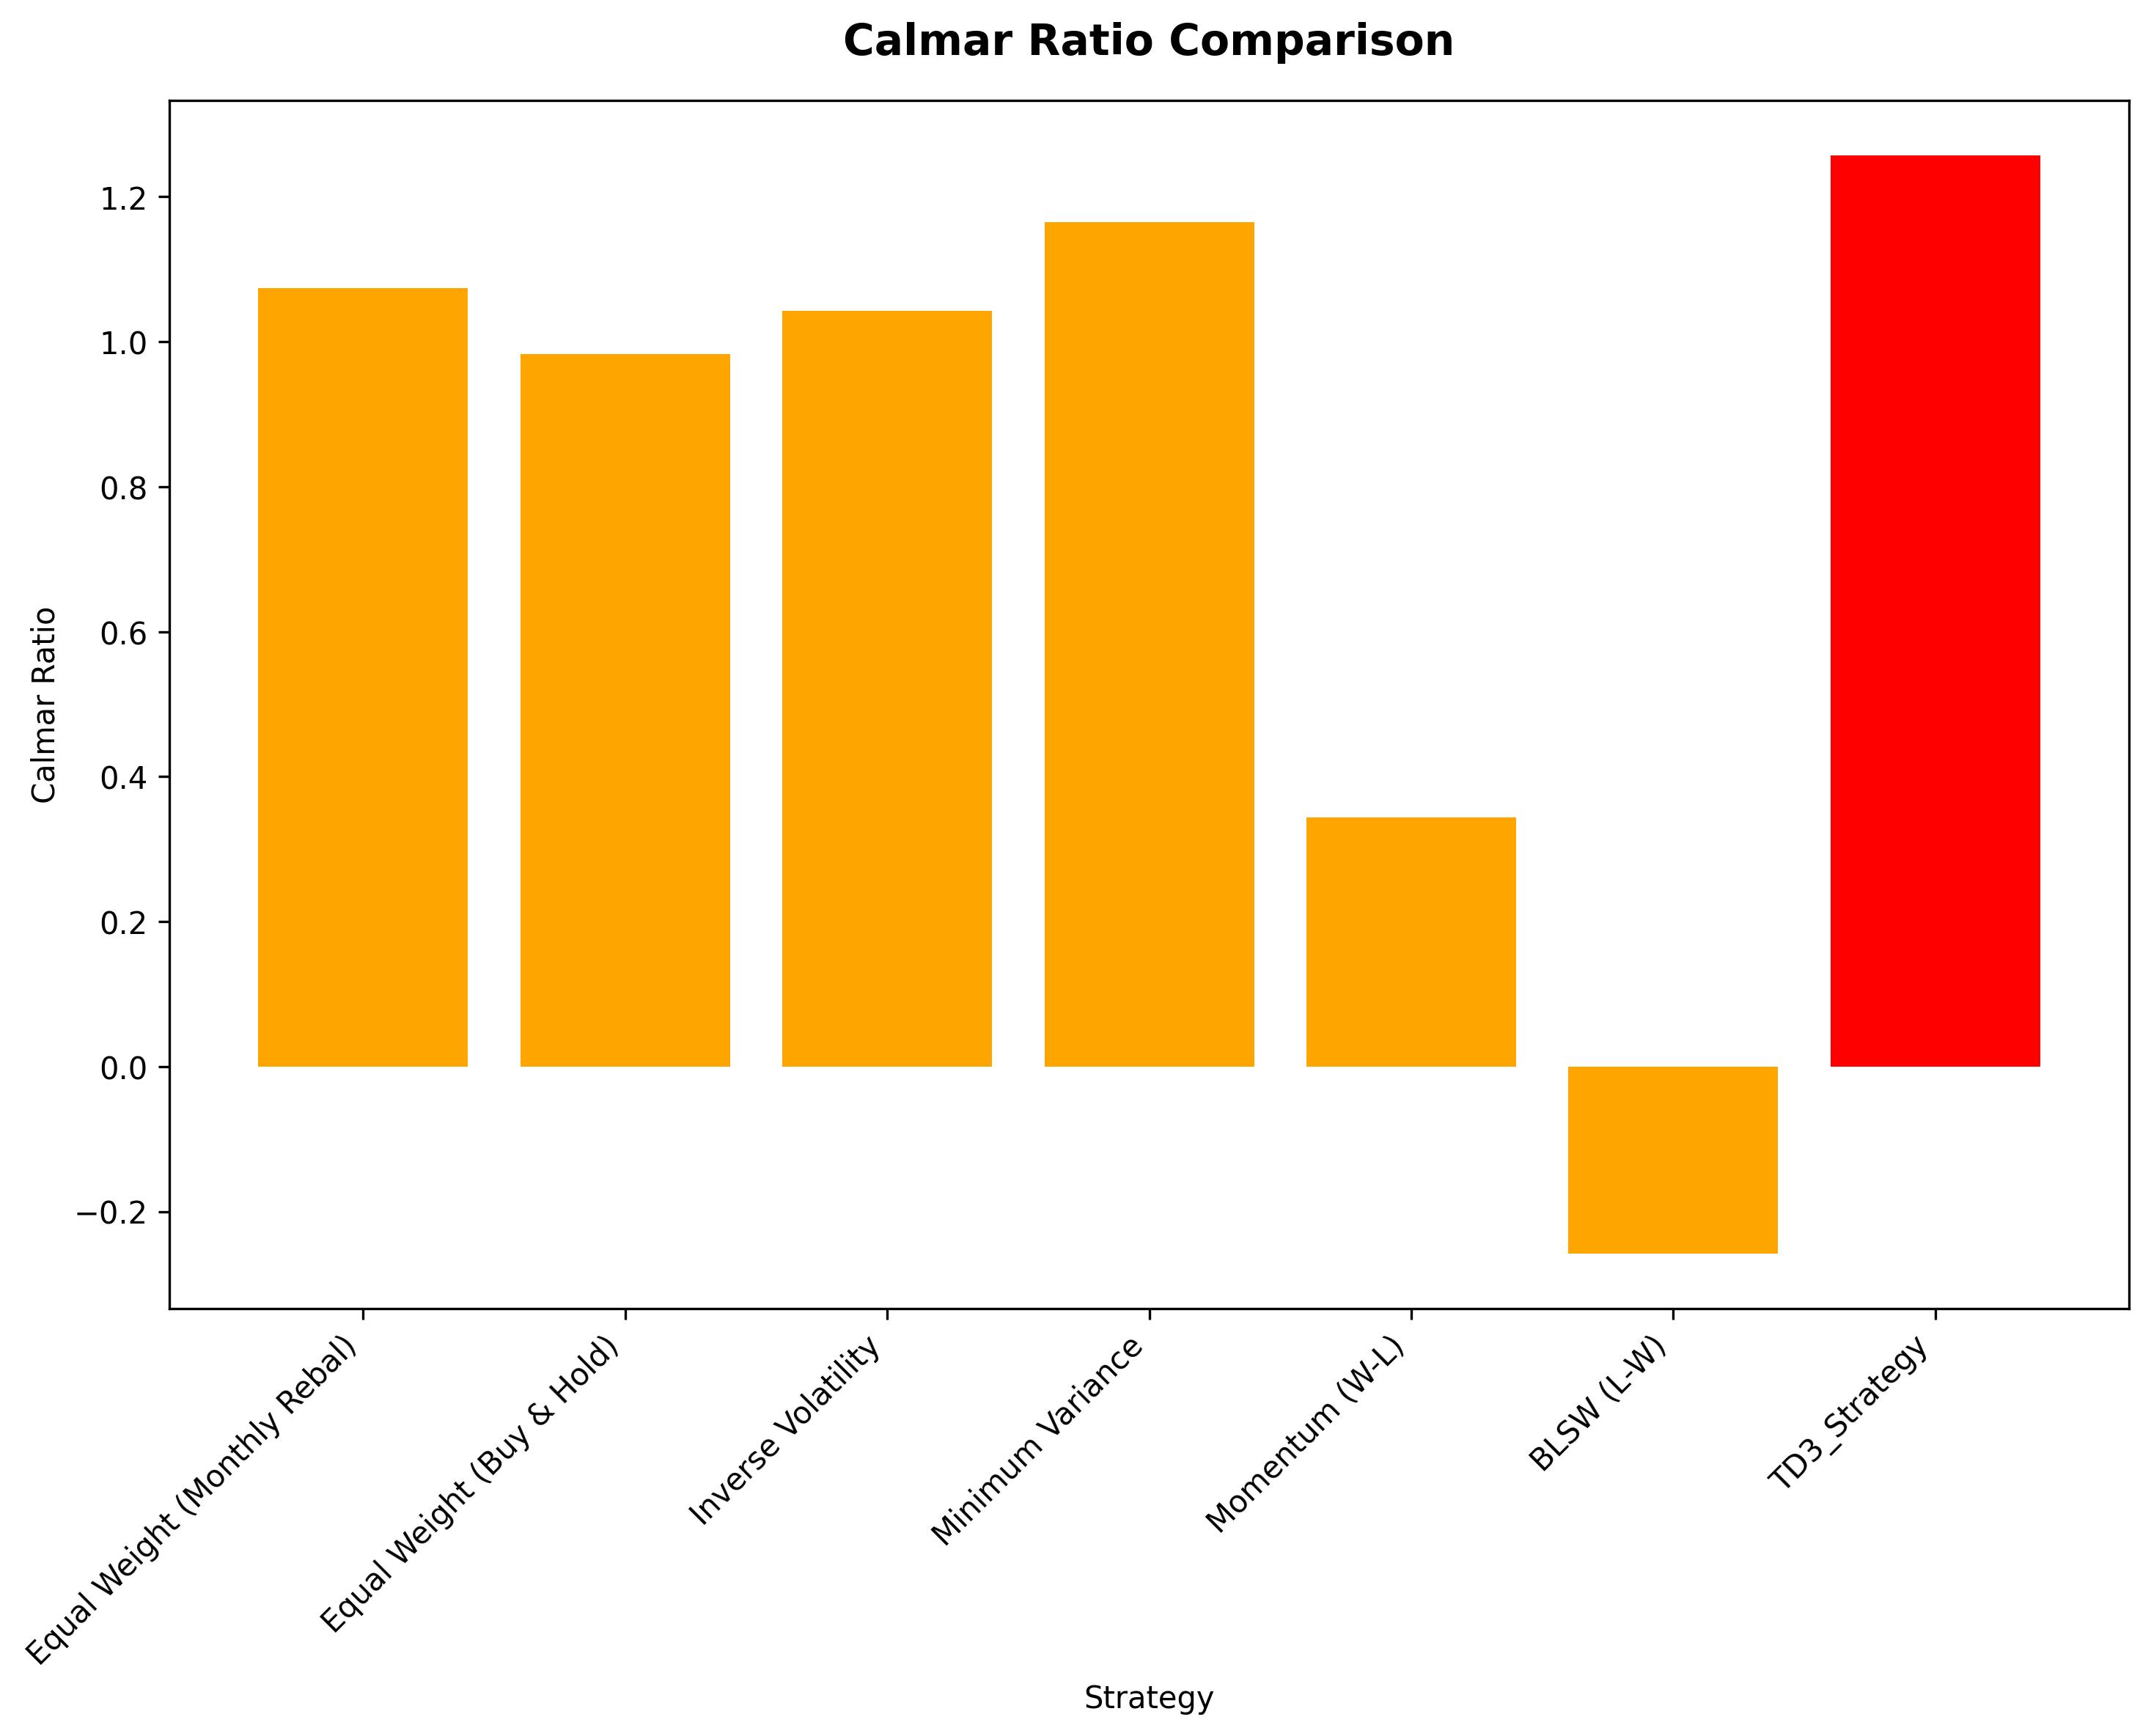 Calmar Ratio Comparison
Calmar Ratio
1.2
1.0
0.8
0.6
0.4
0.2
0.0
−0.2
Equal Weight (Monthly Rebal)
Equal Weight (Buy & Hold)
Inverse Volatility
Minimum Variance
Momentum (W-L)
BLSW (L-W)
TD3_Strategy
Strategy